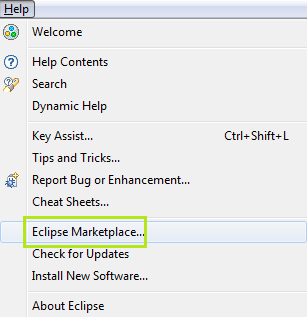 Help
Welcome
Help Contents
Search
Dynamic Help
Key Assist... Ctrl+Shift+L
Tips and Tricks...
Report Bug or Enhancement...
Cheat Sheets...
Eclipse Marketplace...
Check for Updates
Install New Software...
About Eclipse